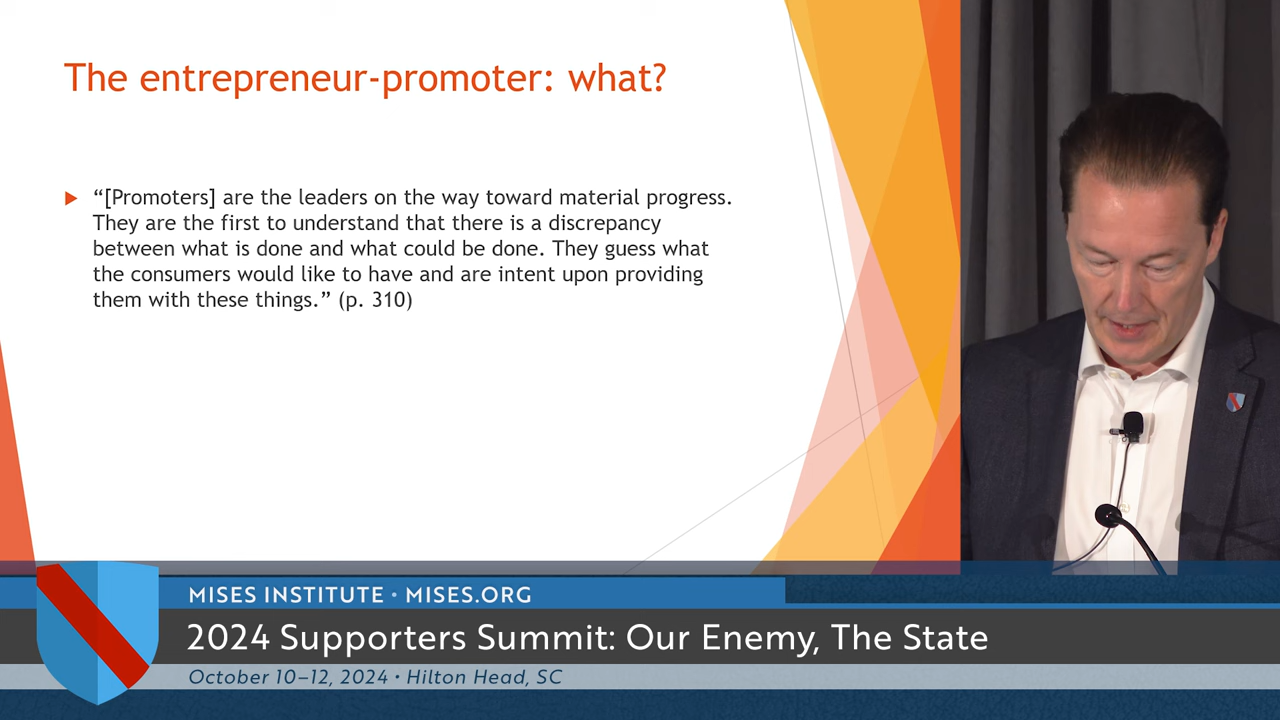 The entrepreneur-promoter: what?
“[Promoters] are the leaders on the way toward material progress.
They are the first to understand that there is a discrepancy
between what is done and what could be done. They guess what
the consumers would like to have and are intent upon providing
them with these things.” (p. 310)
MISES INSTITUTE • MISES.ORG
2024 Supporters Summit: Our Enemy, The State
October 10–12, 2024 • Hilton Head, SC